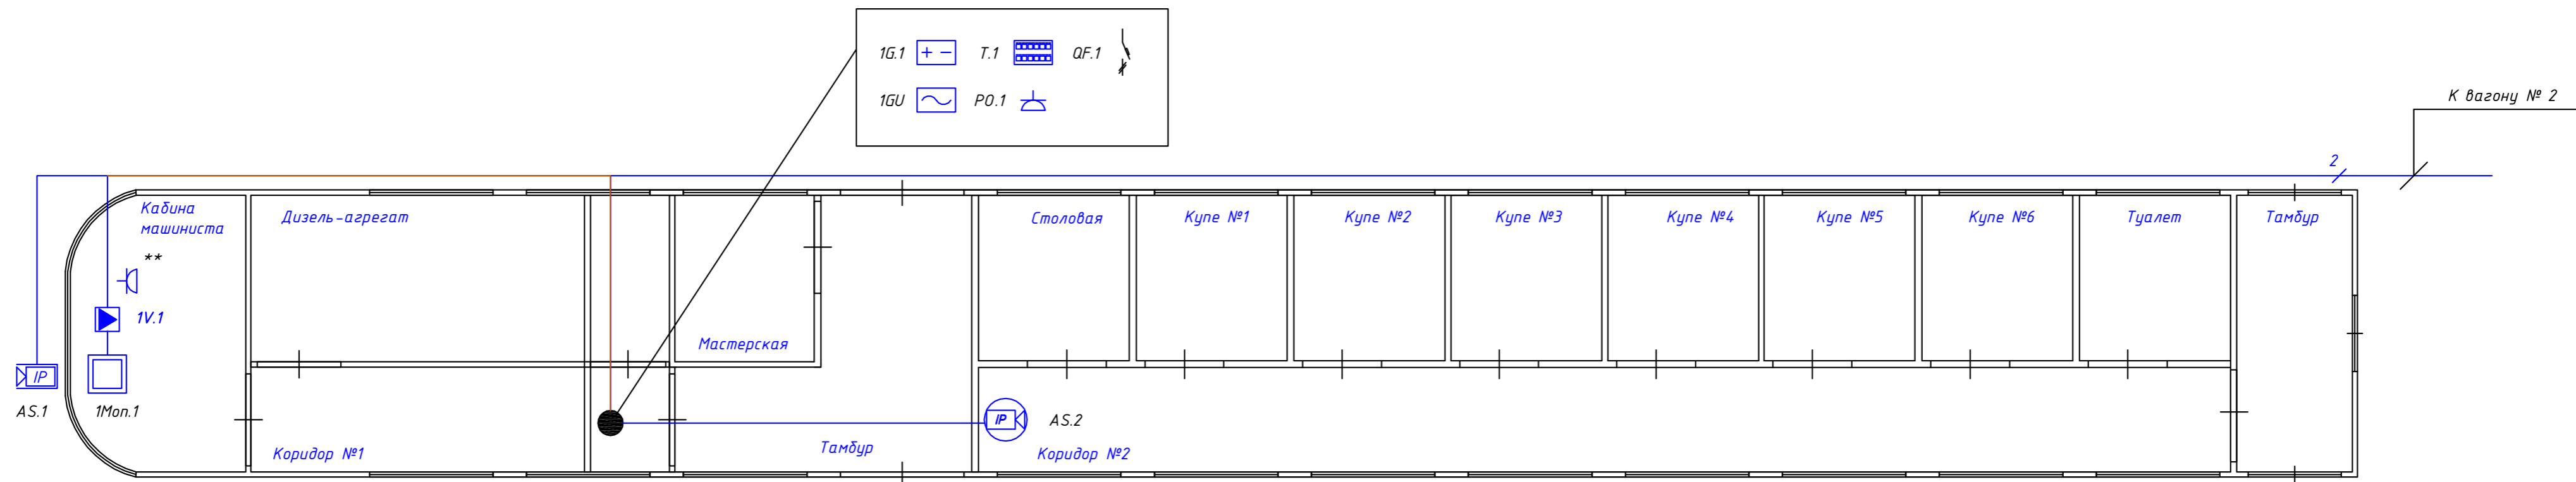 1G.1 + − T.1 QF.1
1GU PO.1
К вагону № 2
2
Кабина
машиниста
Дизель-агрегат
Столовая
Купе №1
Купе №2
Купе №3
Купе №4
Купе №5
Купе №6
Туалет
Тамбур
**
1V.1
Мастерская
IP
AS.1
1Mon.1
IP
AS.2
Коридор №1
Тамбур
Коридор №2